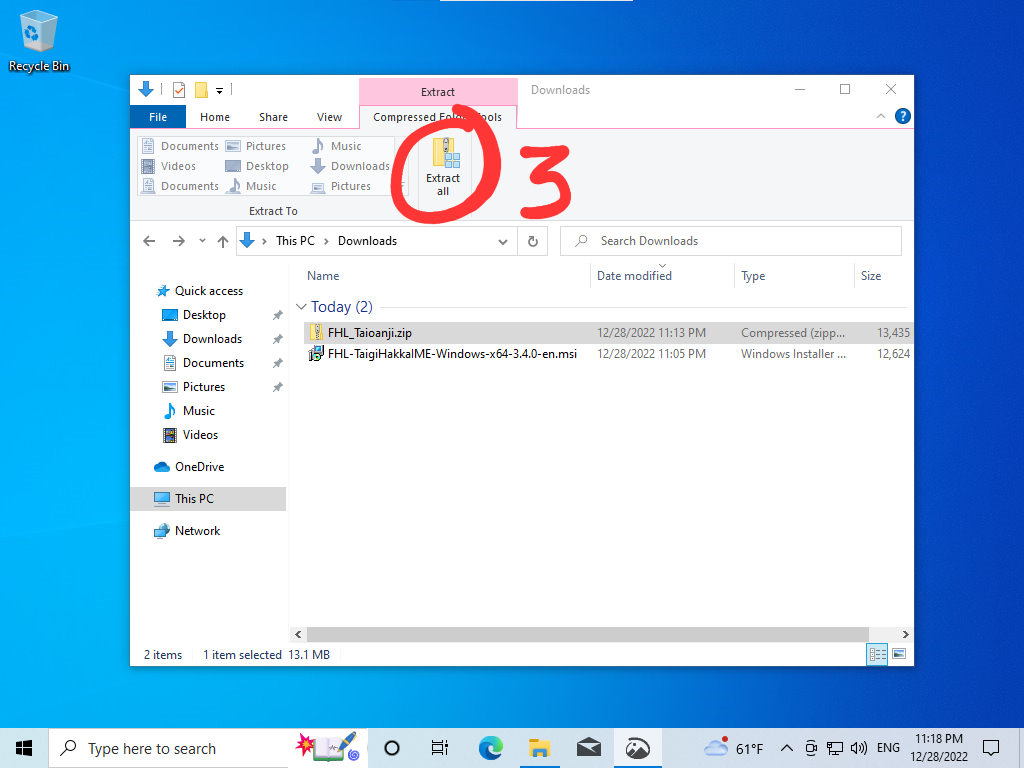 Recycle Bin
Extract
Downloads
File
Home
Share
View
Compressed Folder Tools
Documents
Pictures
Music
Videos
Desktop
Downloads
Documents
Music
Pictures
Extract all
Extract To
3
This PC
Downloads
Search Downloads
Name
Date modified
Type
Size
Quick access
Desktop
Downloads
Documents
Pictures
Music
Videos
OneDrive
This PC
Network
Today (2)
FHL_Taioanji.zip 12/28/2022 11:13 PM Compressed (zipp... 13,435
FHL-TaigiHakkaIME-Windows-x64-3.4.0-en.msi 12/28/2022 11:05 PM Windows Installer ... 12,624
2 items 1 item selected 13.1 MB
Type here to search
61°F
ENG
11:18 PM
12/28/2022